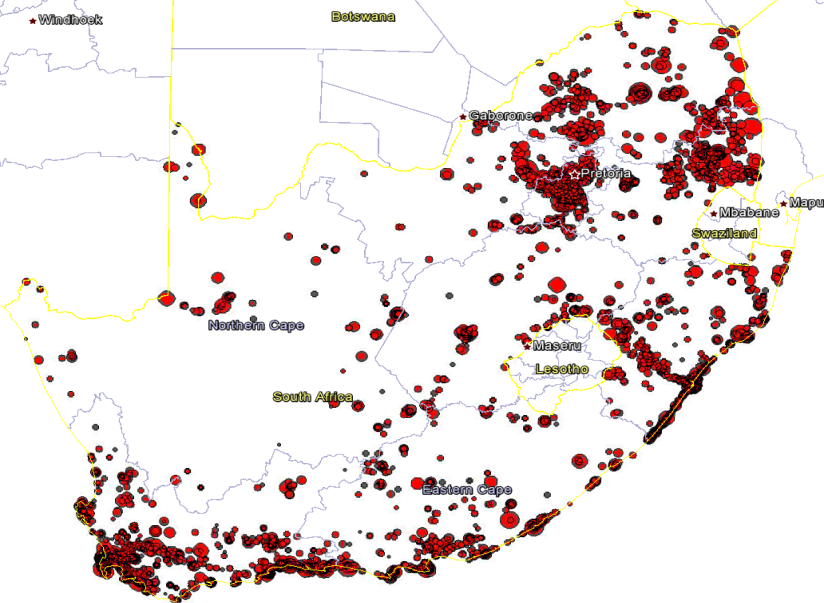 Windhoek
Botswana
Gaborone
Pretoria
Mbabane
Mapu
Swaziland
Northern Cape
Maseru
Lesotho
South Africa
Eastern Cape